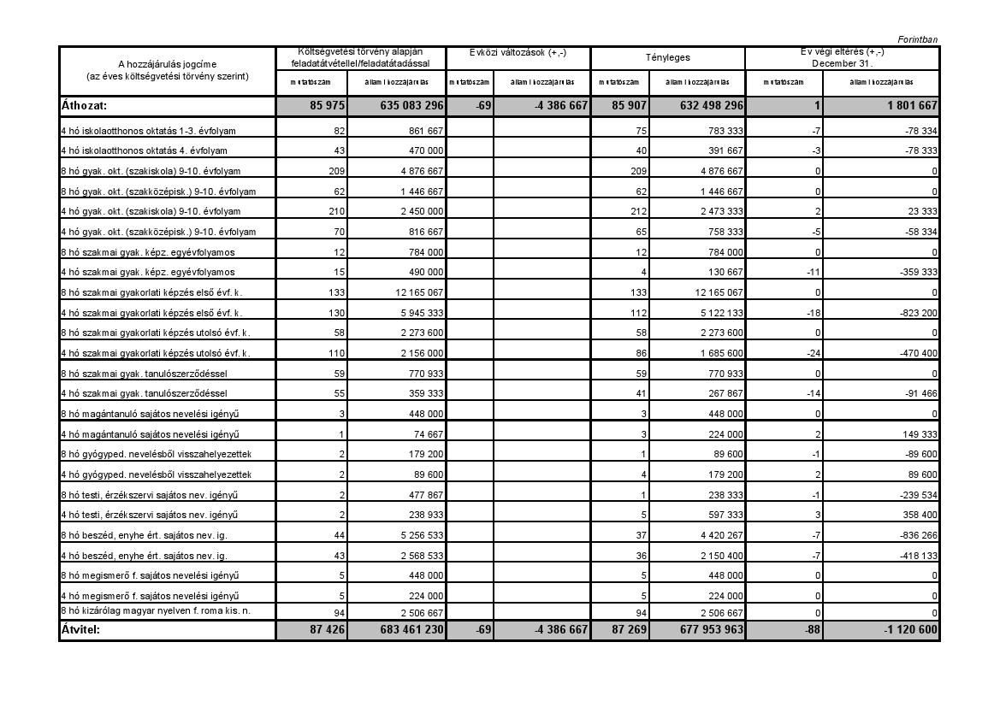 Forintban
A hozzájárulás jogcíme
(az éves költségvetési törvény szerint)
Költségvetési törvény alapján
feladatátvétellel/feladatátadással
Évközi változások (+,-)
Tényleges
Év végi eltérés (+,-)
December 31.
mutatószám állami hozzájárulás mutatószám állami hozzájárulás mutatószám állami hozzájárulás mutatószám állami hozzájárulás
Áthozat: 85 975 635 083 296 -69 -4 386 667 85 907 632 498 296 1 1 801 667
4 hó iskolaotthonos oktatás 1-3. évfolyam 82 861 667 75 783 333 -7 -78 334
4 hó iskolaotthonos oktatás 4. évfolyam 43 470 000 40 391 667 -3 -78 333
8 hó gyak. okt. (szakiskola) 9-10. évfolyam 209 4 876 667 209 4 876 667 0 0
8 hó gyak. okt. (szakközépisk.) 9-10. évfolyam 62 1 446 667 62 1 446 667 0 0
4 hó gyak. okt. (szakiskola) 9-10. évfolyam 210 2 450 000 212 2 473 333 2 23 333
4 hó gyak. okt. (szakközépisk.) 9-10. évfolyam 70 816 667 65 758 333 -5 -58 334
8 hó szakmai gyak. képz. egyévfolyamos 12 784 000 12 784 000 0 0
4 hó szakmai gyak. képz. egyévfolyamos 15 490 000 4 130 667 -11 -359 333
8 hó szakmai gyakorlati képzés első évf. k. 133 12 165 067 133 12 165 067 0 0
4 hó szakmai gyakorlati képzés első évf. k. 130 5 945 333 112 5 122 133 -18 -823 200
8 hó szakmai gyakorlati képzés utolsó évf. k. 58 2 273 600 58 2 273 600 0 0
4 hó szakmai gyakorlati képzés utolsó évf. k. 110 2 156 000 86 1 685 600 -24 -470 400
8 hó szakmai gyak. tanulószerződéssel 59 770 933 59 770 933 0 0
4 hó szakmai gyak. tanulószerződéssel 55 359 333 41 267 867 -14 -91 466
8 hó magántanuló sajátos nevelési igényű 3 448 000 3 448 000 0 0
4 hó magántanuló sajátos nevelési igényű 1 74 667 3 224 000 2 149 333
8 hó gyógyped. nevelésből visszahelyezettek 2 179 200 1 89 600 -1 -89 600
4 hó gyógyped. nevelésből visszahelyezettek 2 89 600 4 179 200 2 89 600
8 hó testi, érzékszervi sajátos nev. igényű 2 477 867 1 238 333 -1 -239 534
4 hó testi, érzékszervi sajátos nev. igényű 2 238 933 5 597 333 3 358 400
8 hó beszéd, enyhe ért. sajátos nev. ig. 44 5 256 533 37 4 420 267 -7 -836 266
4 hó beszéd, enyhe ért. sajátos nev. ig. 43 2 568 533 36 2 150 400 -7 -418 133
8 hó megismerő f. sajátos nevelési igényű 5 448 000 5 448 000 0 0
4 hó megismerő f. sajátos nevelési igényű 5 224 000 5 224 000 0 0
8 hó kizárólag magyar nyelven f. roma kis. n. 94 2 506 667 94 2 506 667 0 0
Átvitel: 87 426 683 461 230 -69 -4 386 667 87 269 677 953 963 -88 -1 120 600